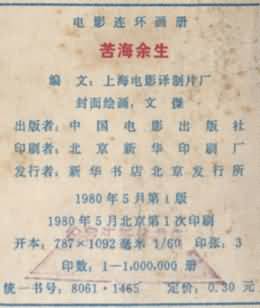 电影连环画册
苦海余生
编文：上海电影译制片厂
封面绘画：文傑
出版者：中国电影出版社
印刷者：北京新华印刷厂
发行者：新华书店北京发行所
1980年5月第1版
1980年5月北京第1次印刷
开本：787×1092毫米 1/60 印张：3
印数：1—1,000,000 册
统一书号：8061·1465 定价：0.30 元